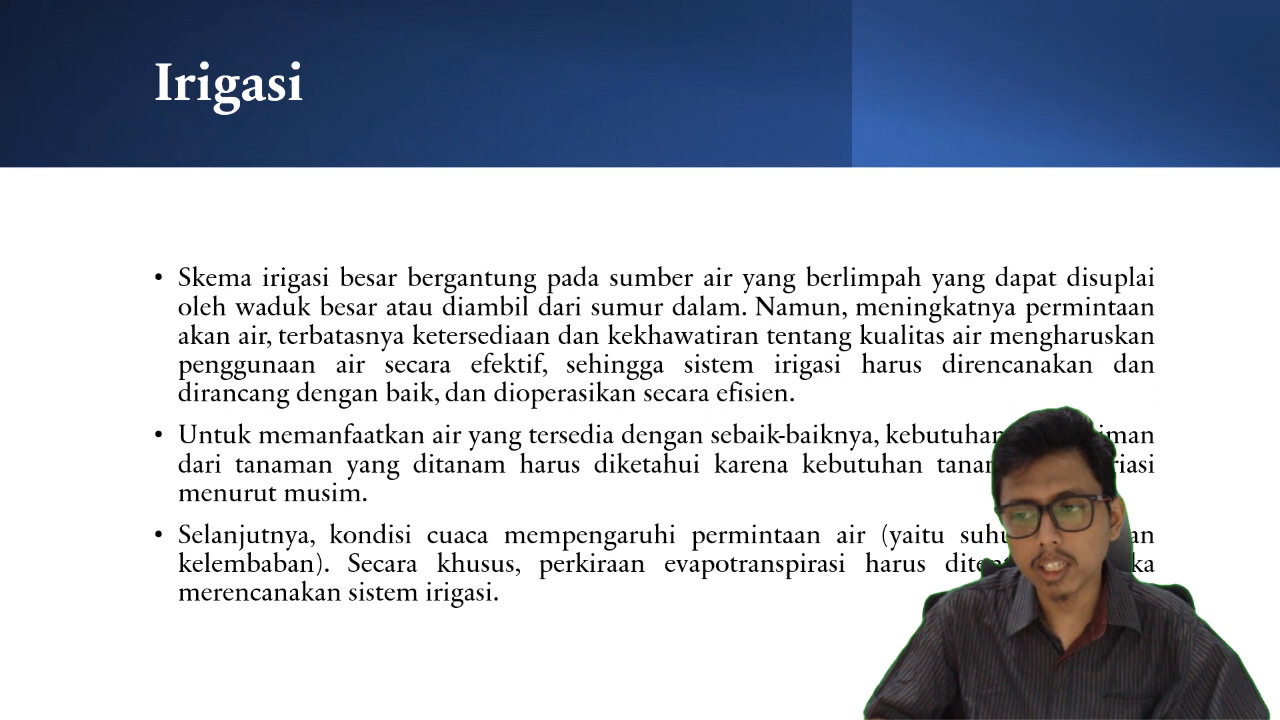 Irigasi
• Skema irigasi besar bergantung pada sumber air yang berlimpah yang dapat disuplai
oleh waduk besar atau diambil dari sumur dalam. Namun, meningkatnya permintaan
akan air, terbatasnya ketersediaan dan kekhawatiran tentang kualitas air mengharuskan
penggunaan air secara efektif, sehingga sistem irigasi harus direncanakan dan
dirancang dengan baik, dan dioperasikan secara efisien.
• Untuk memanfaatkan air yang tersedia dengan sebaik-baiknya, kebutuhan
dari tanaman yang ditanam harus diketahui karena kebutuhan
menurut musim.
• Selanjutnya, kondisi cuaca mempengaruhi permintaan air (yaitu
kelembaban). Secara khusus, perkiraan evapotranspirasi harus
merencanakan sistem irigasi.